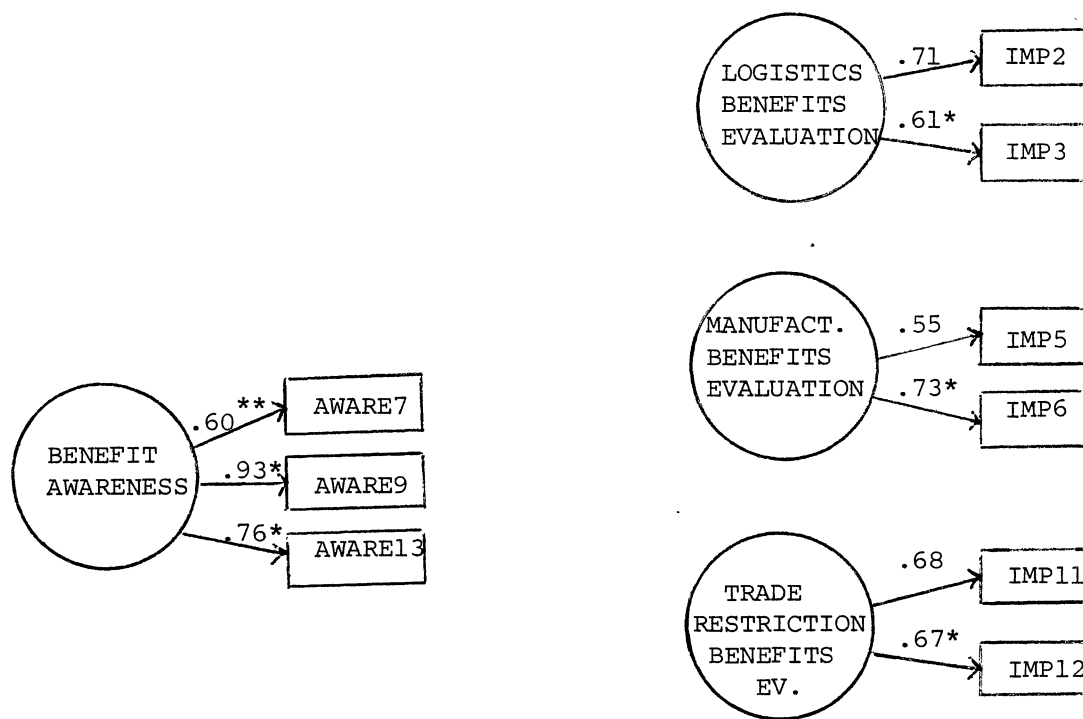 BENEFIT
AWARENESS
.60**
AWARE7
.93*
AWARE9
.76*
AWARE13
LOGISTICS
BENEFITS
EVALUATION
.71
IMP2
.61*
IMP3
MANUFACT.
BENEFITS
EVALUATION
.55
IMP5
.73*
IMP6
TRADE
RESTRICTION
BENEFITS
EV.
.68
IMP11
.67*
IMP12